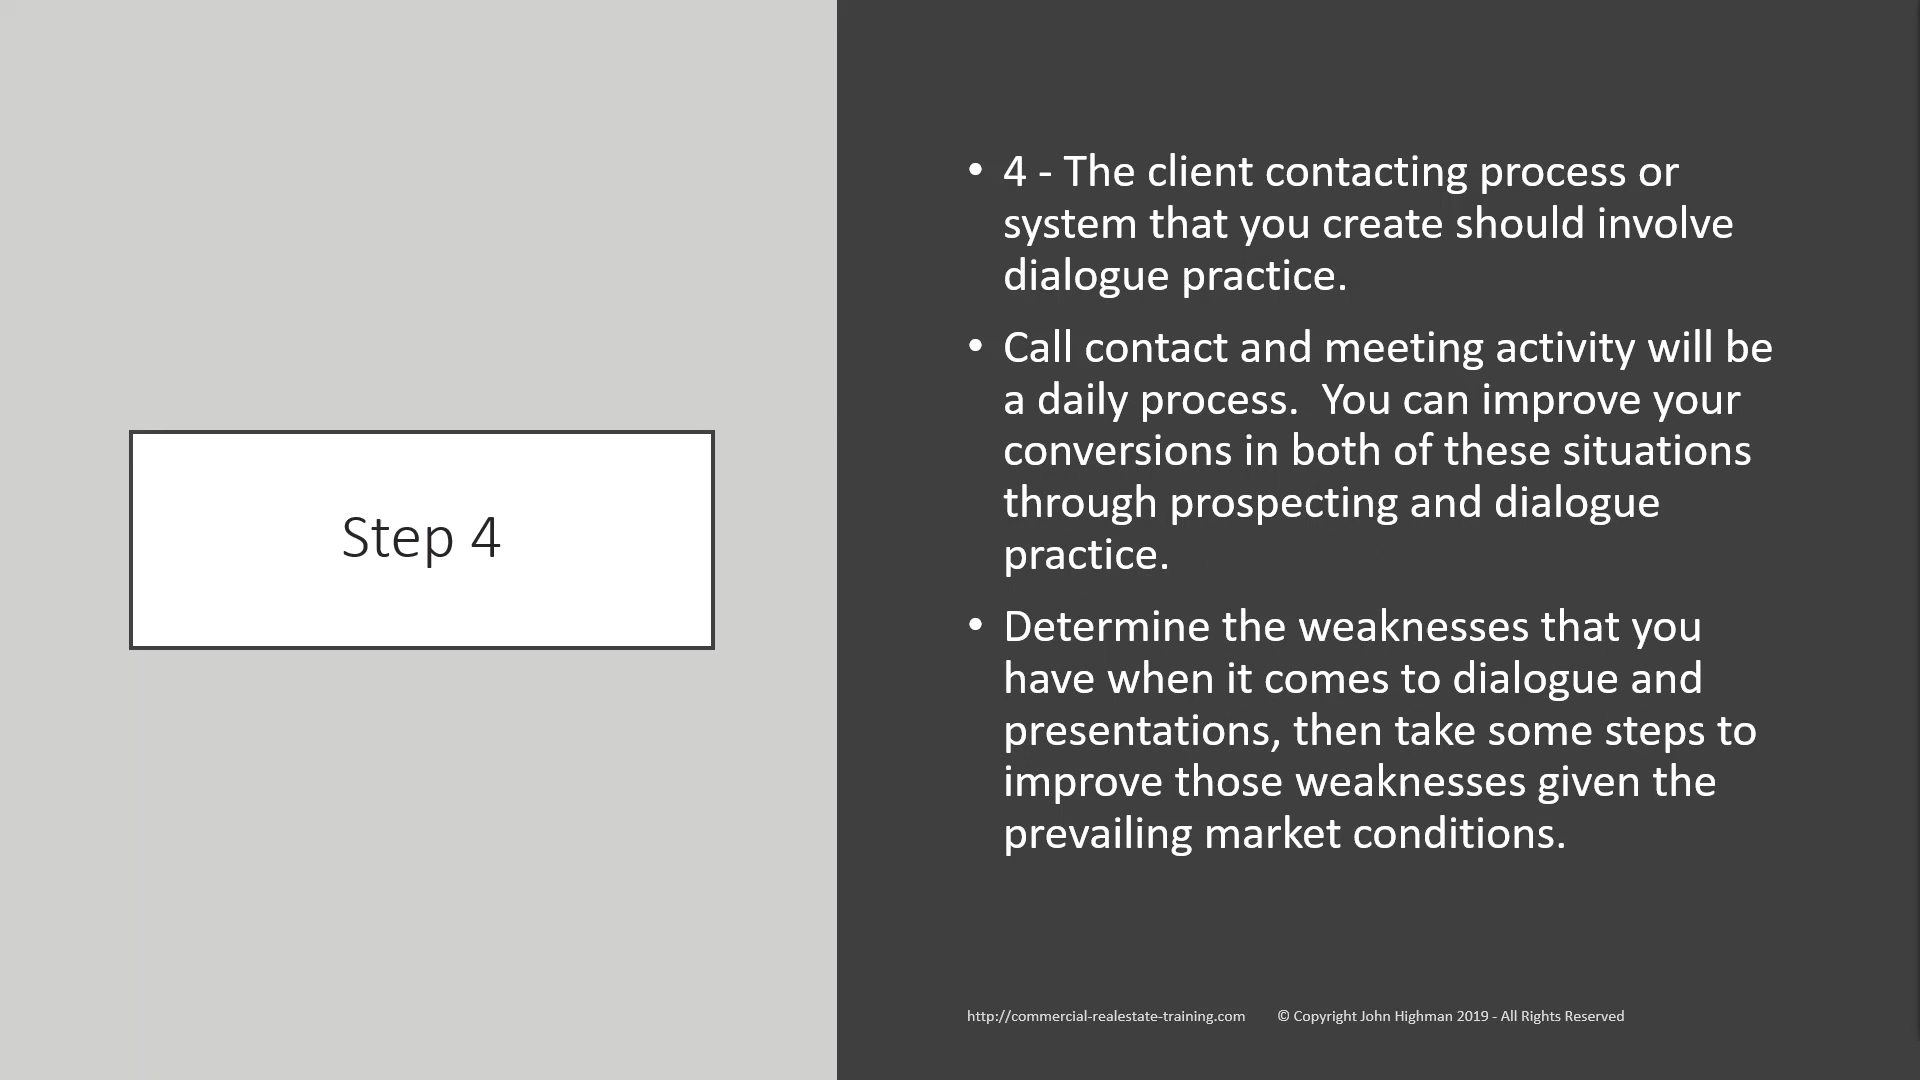 Step 4
• 4 - The client contacting process or
system that you create should involve
dialogue practice.
• Call contact and meeting activity will be
a daily process.  You can improve your
conversions in both of these situations
through prospecting and dialogue
practice.
• Determine the weaknesses that you
have when it comes to dialogue and
presentations, then take some steps to
improve those weaknesses given the
prevailing market conditions.
http://commercial-realestate-training.com © Copyright John Highman 2019 - All Rights Reserved